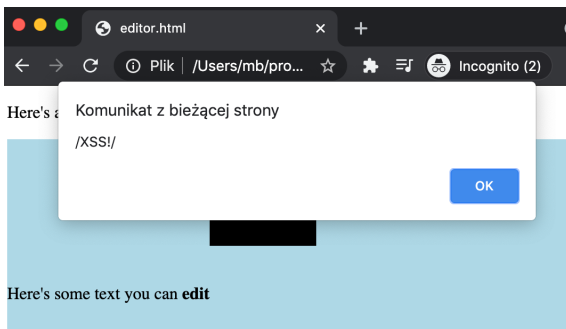 editor.html
Plik /Users/mb/pro... Incognito (2)
Here's a
Komunikat z bieżącej strony
/XSS!/
OK
Here's some text you can edit